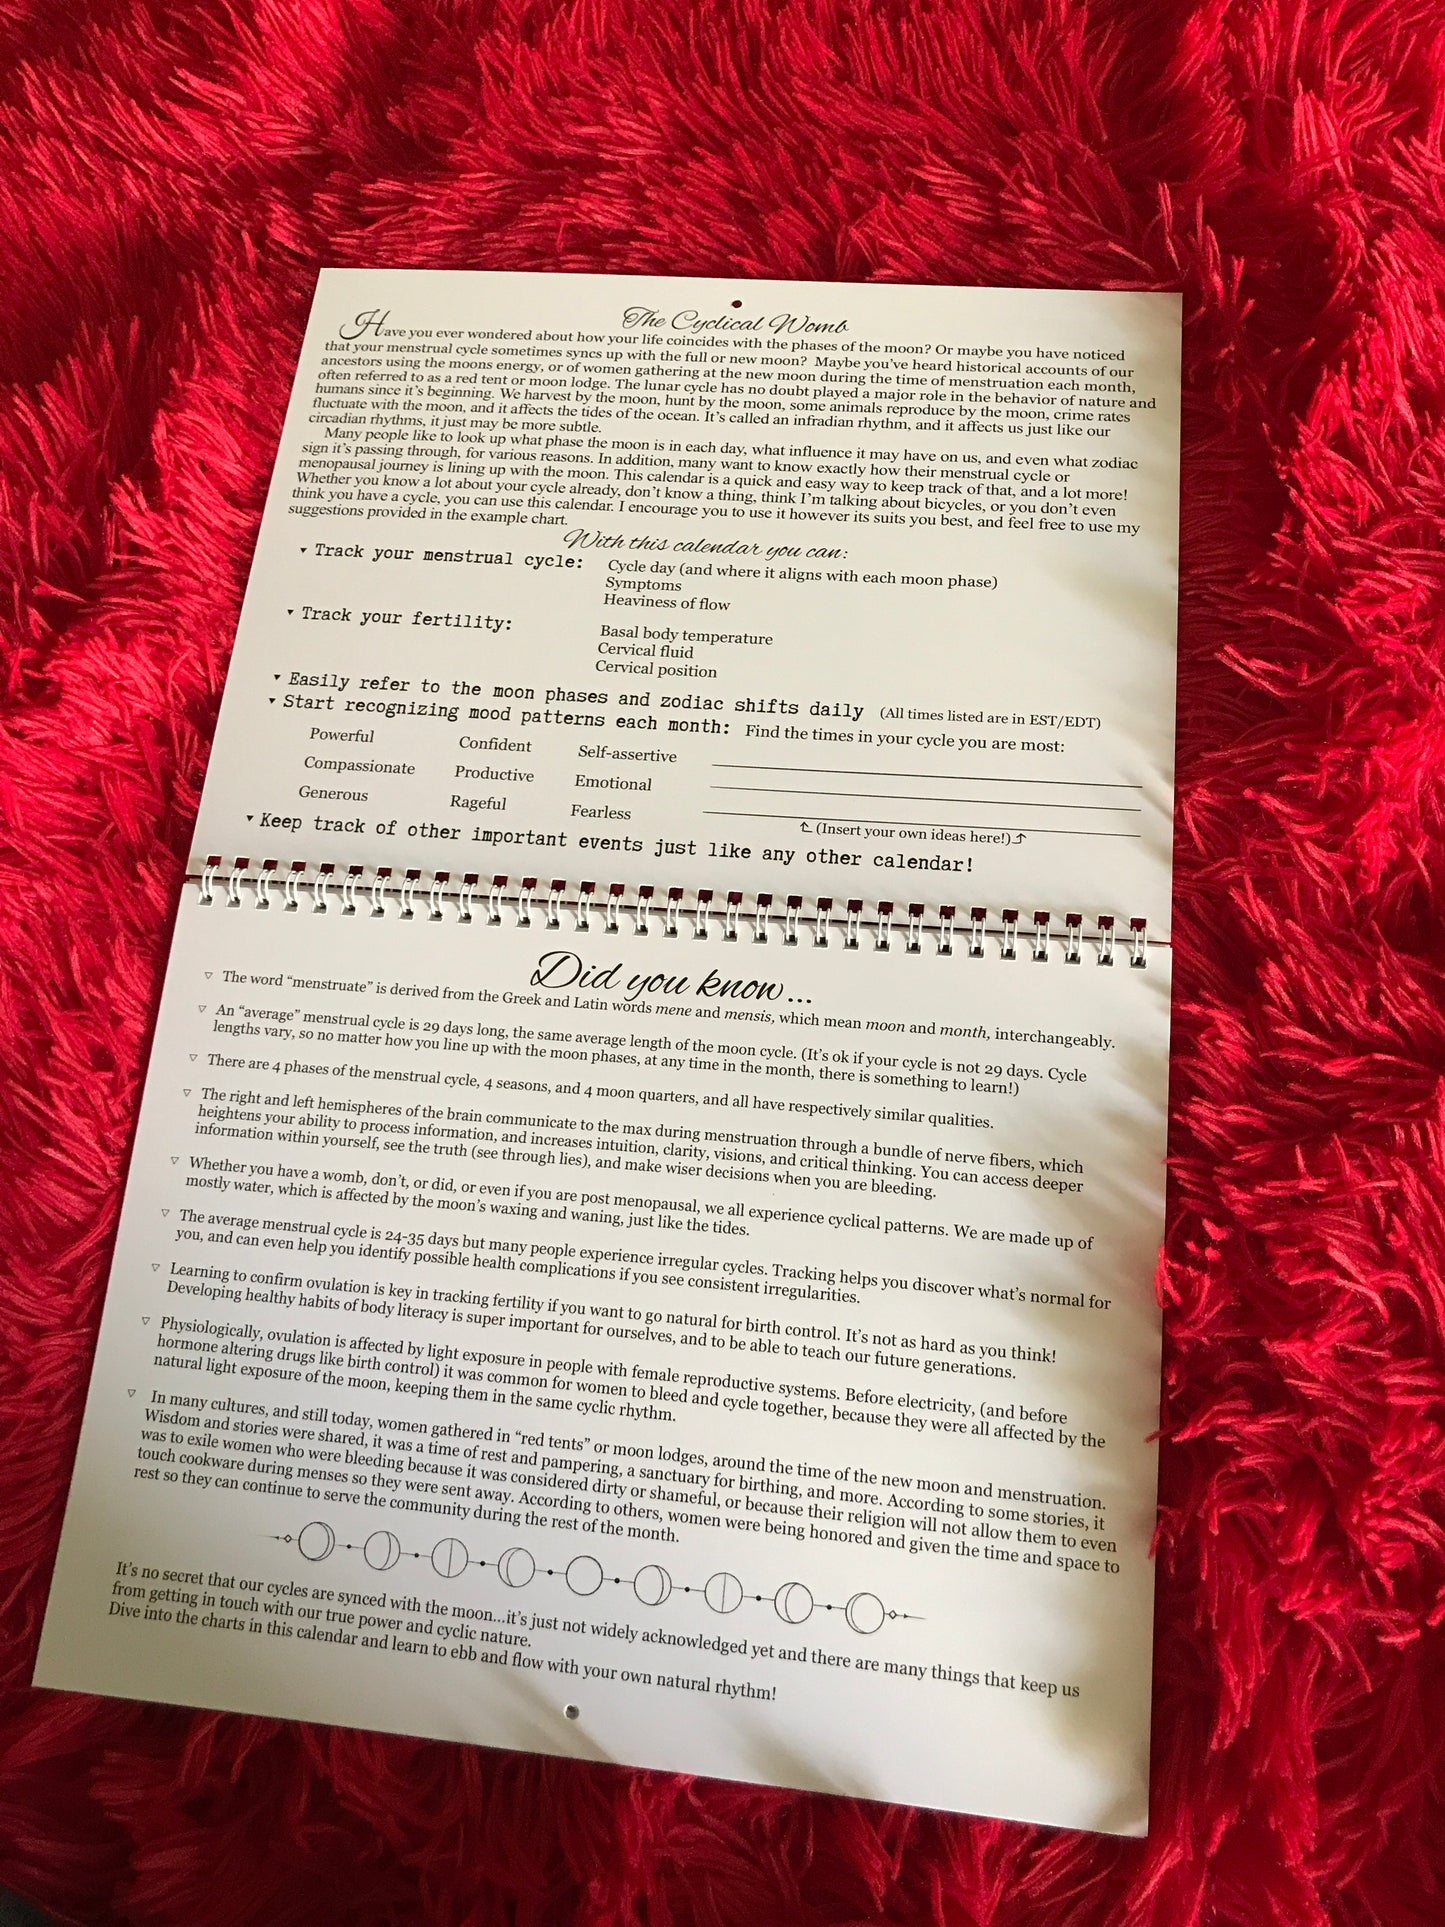 The Cyclical Womb
Have you ever wondered about how your life coincides with the phases of the moon? Or maybe you have noticed
that your menstrual cycle sometimes syncs up with the full or new moon? Maybe you've heard historical accounts of our
ancestors using the moons energy, or of women gathering at the new moon during the time of menstruation each month,
often referred to as a red tent or moon lodge. The lunar cycle has no doubt played a major role in the behavior of nature and
humans since it's beginning. We harvest by the moon, hunt by the moon, some animals reproduce by the moon, crime rates
fluctuate with the moon, and it affects the tides of the ocean. It's called an infradian rhythm, and it affects us just like our
circadian rhythms, it just may be more subtle.
Many people like to look up what phase the moon is in each day, what influence it may have on us, and even what zodiac
sign it's passing through, for various reasons. In addition, many want to know exactly how their menstrual cycle or
menopausal journey is lining up with the moon. This calendar is a quick and easy way to keep track of that, and a lot more!
Whether you know a lot about your cycle already, don't know a thing, think I'm talking about bicycles, or you don't even
think you have a cycle, you can use this calendar. I encourage you to use it however its suits you best, and feel free to use my
suggestions provided in the example chart.
With this calendar you can:
▾ Track your menstrual cycle: Cycle day (and where it aligns with each moon phase)
Symptoms
Heaviness of flow
▾ Track your fertility: Basal body temperature
Cervical fluid
Cervical position
▾ Easily refer to the moon phases and zodiac shifts daily (All times listed are in EST/EDT)
▾ Start recognizing mood patterns each month: Find the times in your cycle you are most:
Powerful Confident Self-assertive
Compassionate Productive Emotional
Generous Rageful Fearless
(Insert your own ideas here!)
▾ Keep track of other important events just like any other calendar!
Did you know...
▿ The word “menstruate” is derived from the Greek and Latin words mene and mensis, which mean moon and month, interchangeably.
▿ An “average” menstrual cycle is 29 days long, the same average length of the moon cycle. (It's ok if your cycle is not 29 days. Cycle
lengths vary, so no matter how you line up with the moon phases, at any time in the month, there is something to learn!)
▿ There are 4 phases of the menstrual cycle, 4 seasons, and 4 moon quarters, and all have respectively similar qualities.
▿ The right and left hemispheres of the brain communicate to the max during menstruation through a bundle of nerve fibers, which
heightens your ability to process information, and increases intuition, clarity, visions, and critical thinking. You can access deeper
information within yourself, see the truth (see through lies), and make wiser decisions when you are bleeding.
▿ Whether you have a womb, don't, or did, or even if you are post menopausal, we all experience cyclical patterns. We are made up of
mostly water, which is affected by the moon's waxing and waning, just like the tides.
▿ The average menstrual cycle is 24-35 days but many people experience irregular cycles. Tracking helps you discover what's normal for
you, and can even help you identify possible health complications if you see consistent irregularities.
▿ Learning to confirm ovulation is key in tracking fertility if you want to go natural for birth control. It's not as hard as you think!
Developing healthy habits of body literacy is super important for ourselves, and to be able to teach our future generations.
▿ Physiologically, ovulation is affected by light exposure in people with female reproductive systems. Before electricity, (and before
hormone altering drugs like birth control) it was common for women to bleed and cycle together, because they were all affected by the
natural light exposure of the moon, keeping them in the same cyclic rhythm.
▿ In many cultures, and still today, women gathered in “red tents” or moon lodges, around the time of the new moon and menstruation.
Wisdom and stories were shared, it was a time of rest and pampering, a sanctuary for birthing, and more. According to some stories, it
was to exile women who were bleeding because it was considered dirty or shameful, or because their religion will not allow them to even
touch cookware during menses so they were sent away. According to others, women were being honored and given the time and space to
rest so they can continue to serve the community during the rest of the month.
It's no secret that our cycles are synced with the moon...it's just not widely acknowledged yet and there are many things that keep us
from getting in touch with our true power and cyclic nature.
Dive into the charts in this calendar and learn to ebb and flow with your own natural rhythm!